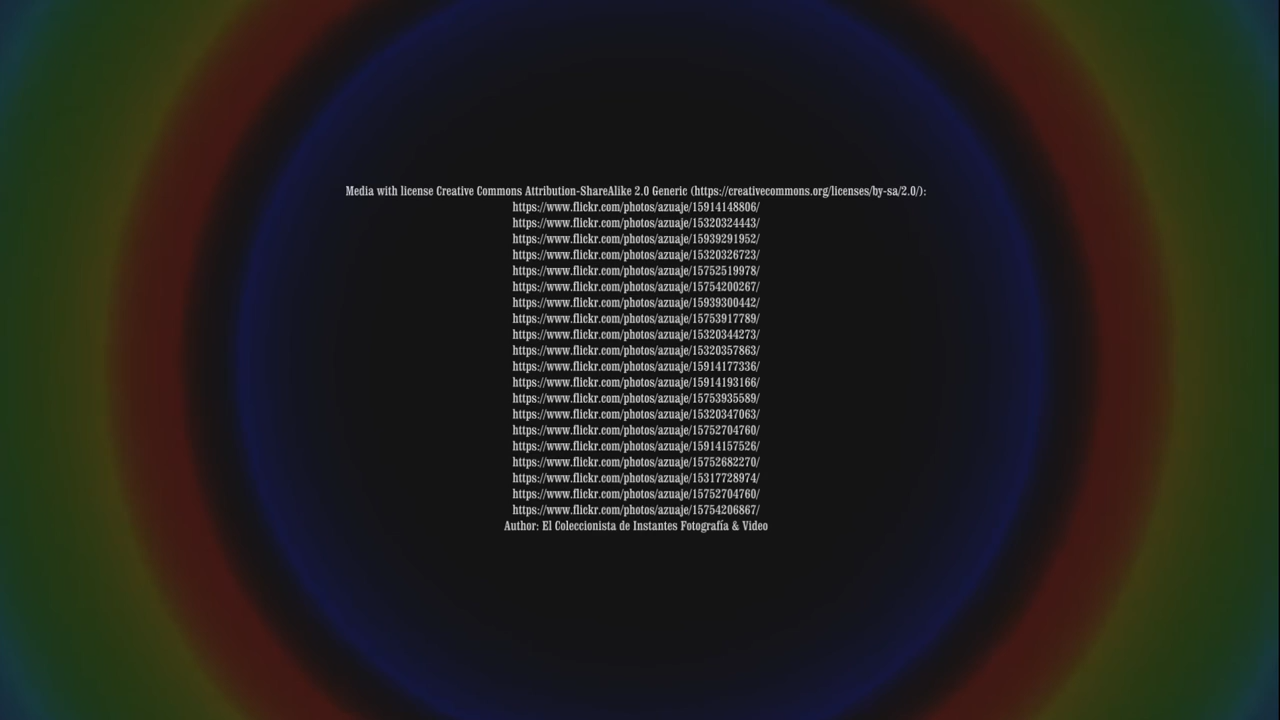 Media with license Creative Commons Attribution-ShareAlike 2.0 Generic (https://creativecommons.org/licenses/by-sa/2.0/):
https://www.flickr.com/photos/azuaje/15914148806/
https://www.flickr.com/photos/azuaje/15320324443/
https://www.flickr.com/photos/azuaje/15939291952/
https://www.flickr.com/photos/azuaje/15320326723/
https://www.flickr.com/photos/azuaje/15752519978/
https://www.flickr.com/photos/azuaje/15754200267/
https://www.flickr.com/photos/azuaje/15939300442/
https://www.flickr.com/photos/azuaje/15753917789/
https://www.flickr.com/photos/azuaje/15320344273/
https://www.flickr.com/photos/azuaje/15320357863/
https://www.flickr.com/photos/azuaje/15914177336/
https://www.flickr.com/photos/azuaje/15914193166/
https://www.flickr.com/photos/azuaje/15753935589/
https://www.flickr.com/photos/azuaje/15320347063/
https://www.flickr.com/photos/azuaje/15752704760/
https://www.flickr.com/photos/azuaje/15914157526/
https://www.flickr.com/photos/azuaje/15752682270/
https://www.flickr.com/photos/azuaje/15317728974/
https://www.flickr.com/photos/azuaje/15752704760/
https://www.flickr.com/photos/azuaje/15754206867/
Author: El Coleccionista de Instantes Fotografía & Video